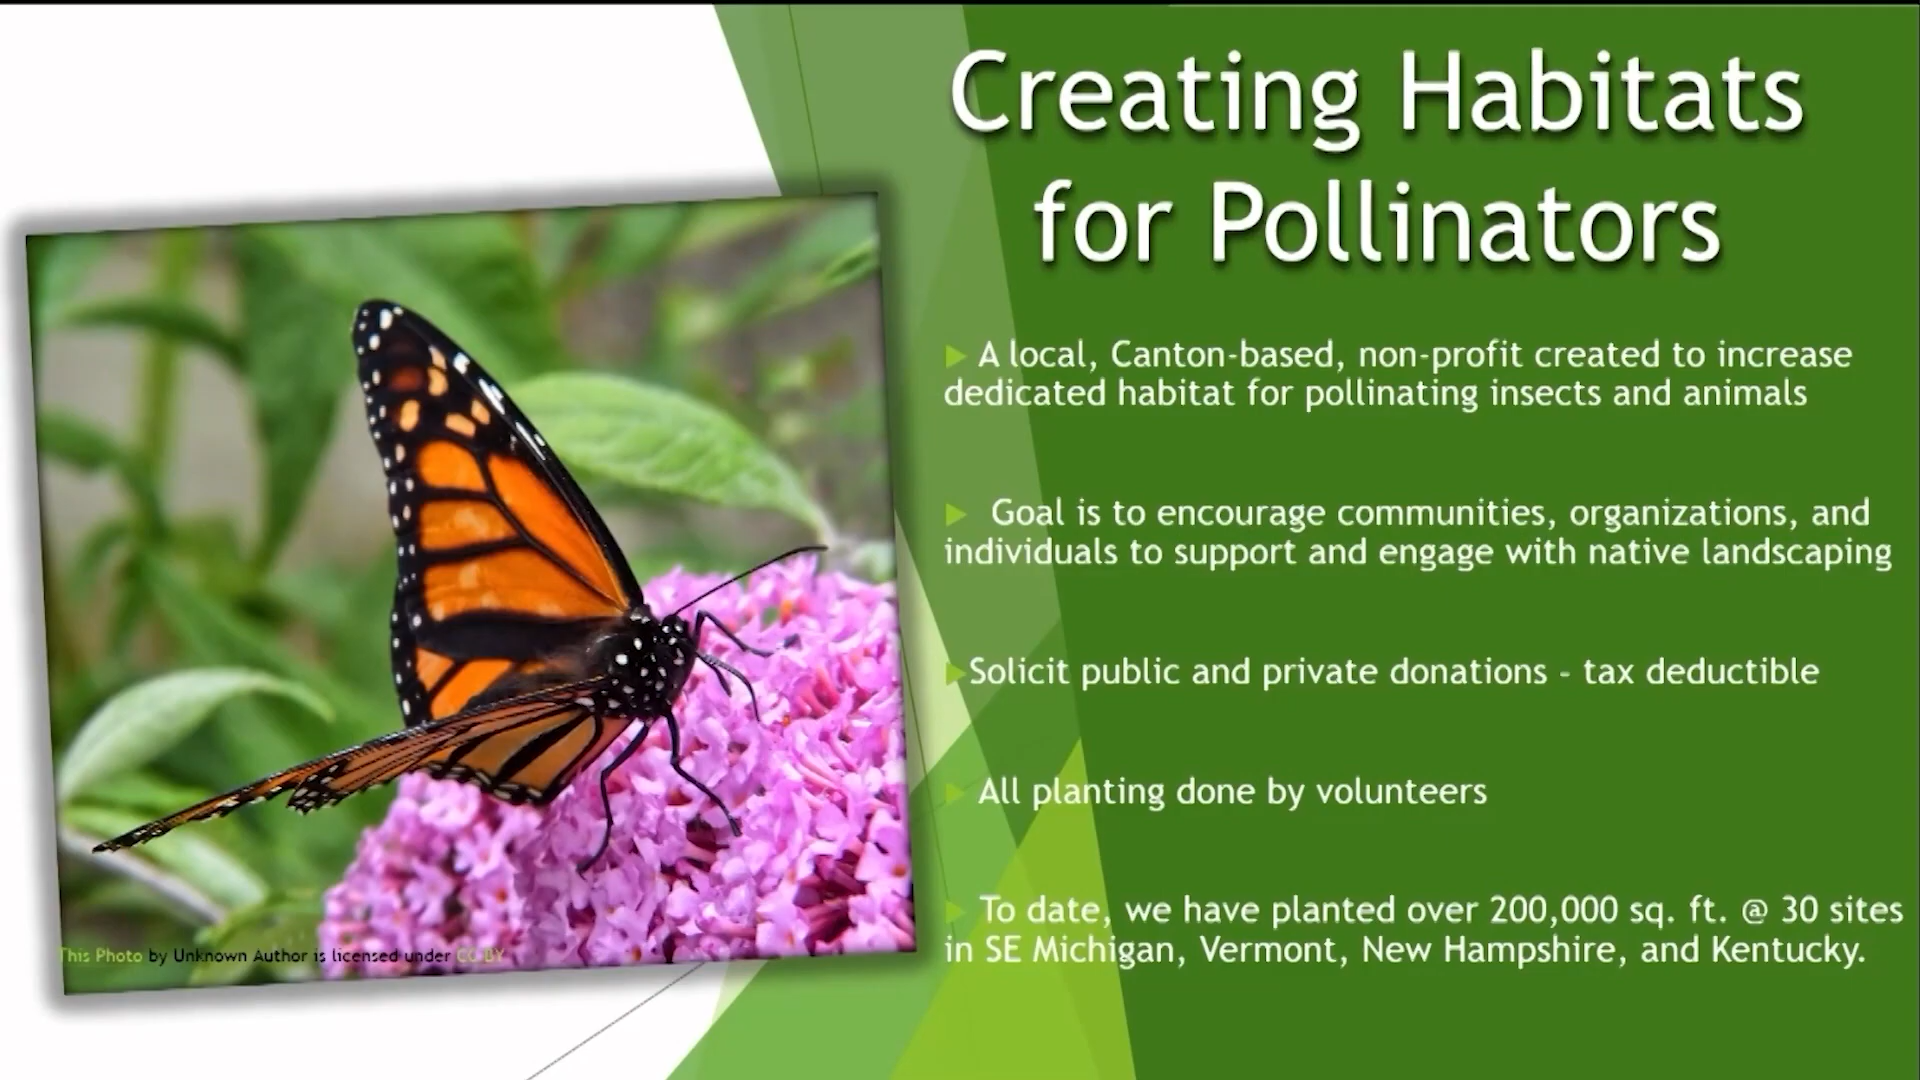 Creating Habitats
for Pollinators
A local, Canton-based, non-profit created to increase
dedicated habitat for pollinating insects and animals
Goal is to encourage communities, organizations, and
individuals to support and engage with native landscaping
Solicit public and private donations - tax deductible
All planting done by volunteers
To date, we have planted over 200,000 sq. ft. @ 30 sites
in SE Michigan, Vermont, New Hampshire, and Kentucky.
This Photo by Unknown Author is licensed under CC BY